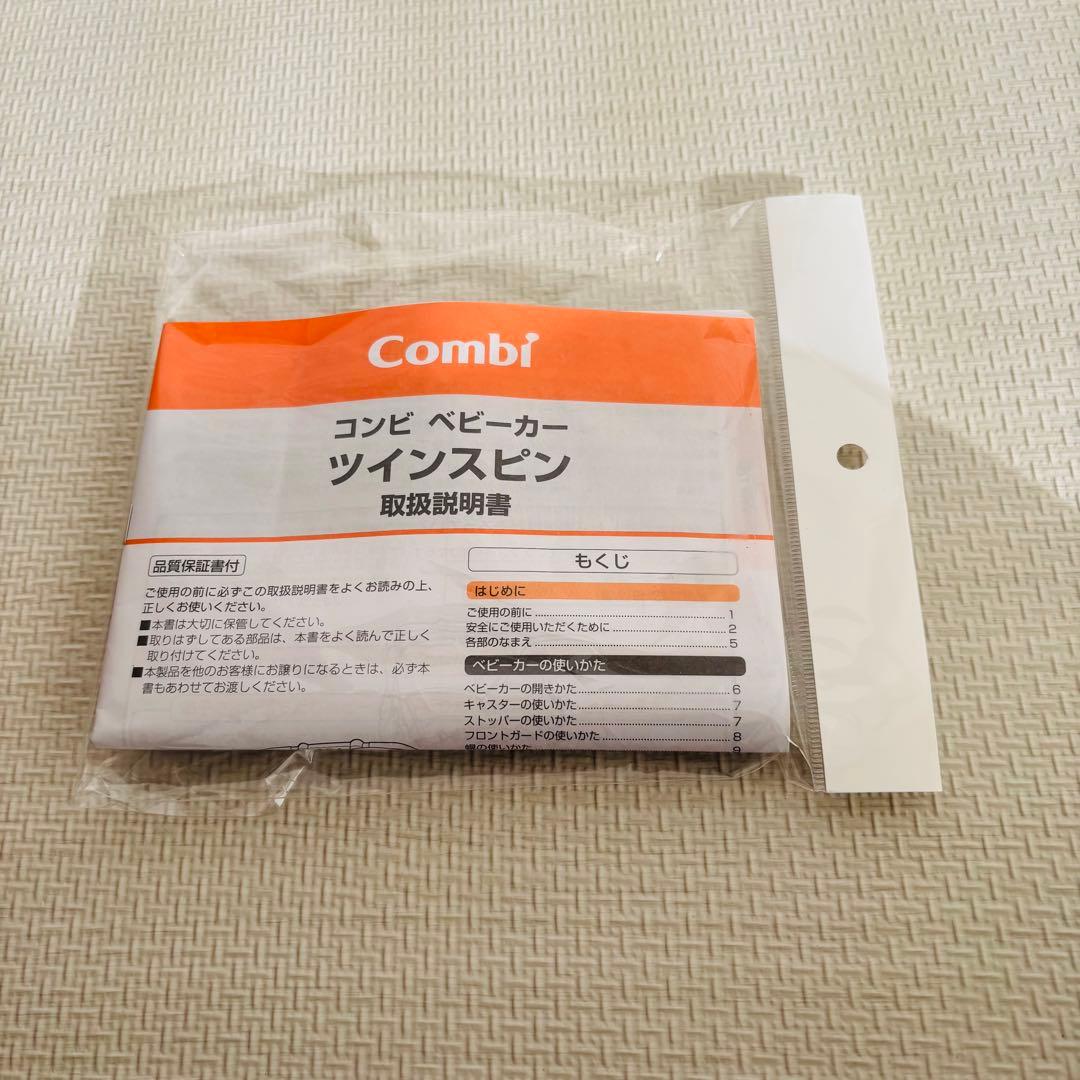 Combi
コンビ ベビーカー
ツインスピン
取扱説明書
品質保証書付
ご使用の前に必ずこの取扱説明書をよくお読みの上、
正しくお使いください。
■本書は大切に保管してください。
■取りはずしてある部品は、本書をよく読んで正しく
取り付けてください。
■本製品を他のお客様にお譲りになるときは、必ず本
書もあわせてお渡しください。
もくじ
はじめに
ご使用の前に 1
安全にご使用いただくために 2
各部のなまえ 5
ベビーカーの使いかた
ベビーカーの開きかた 6
キャスターの使いかた 7
ストッパーの使いかた 7
フロントガードの使いかた 8
幌の使いかた 9